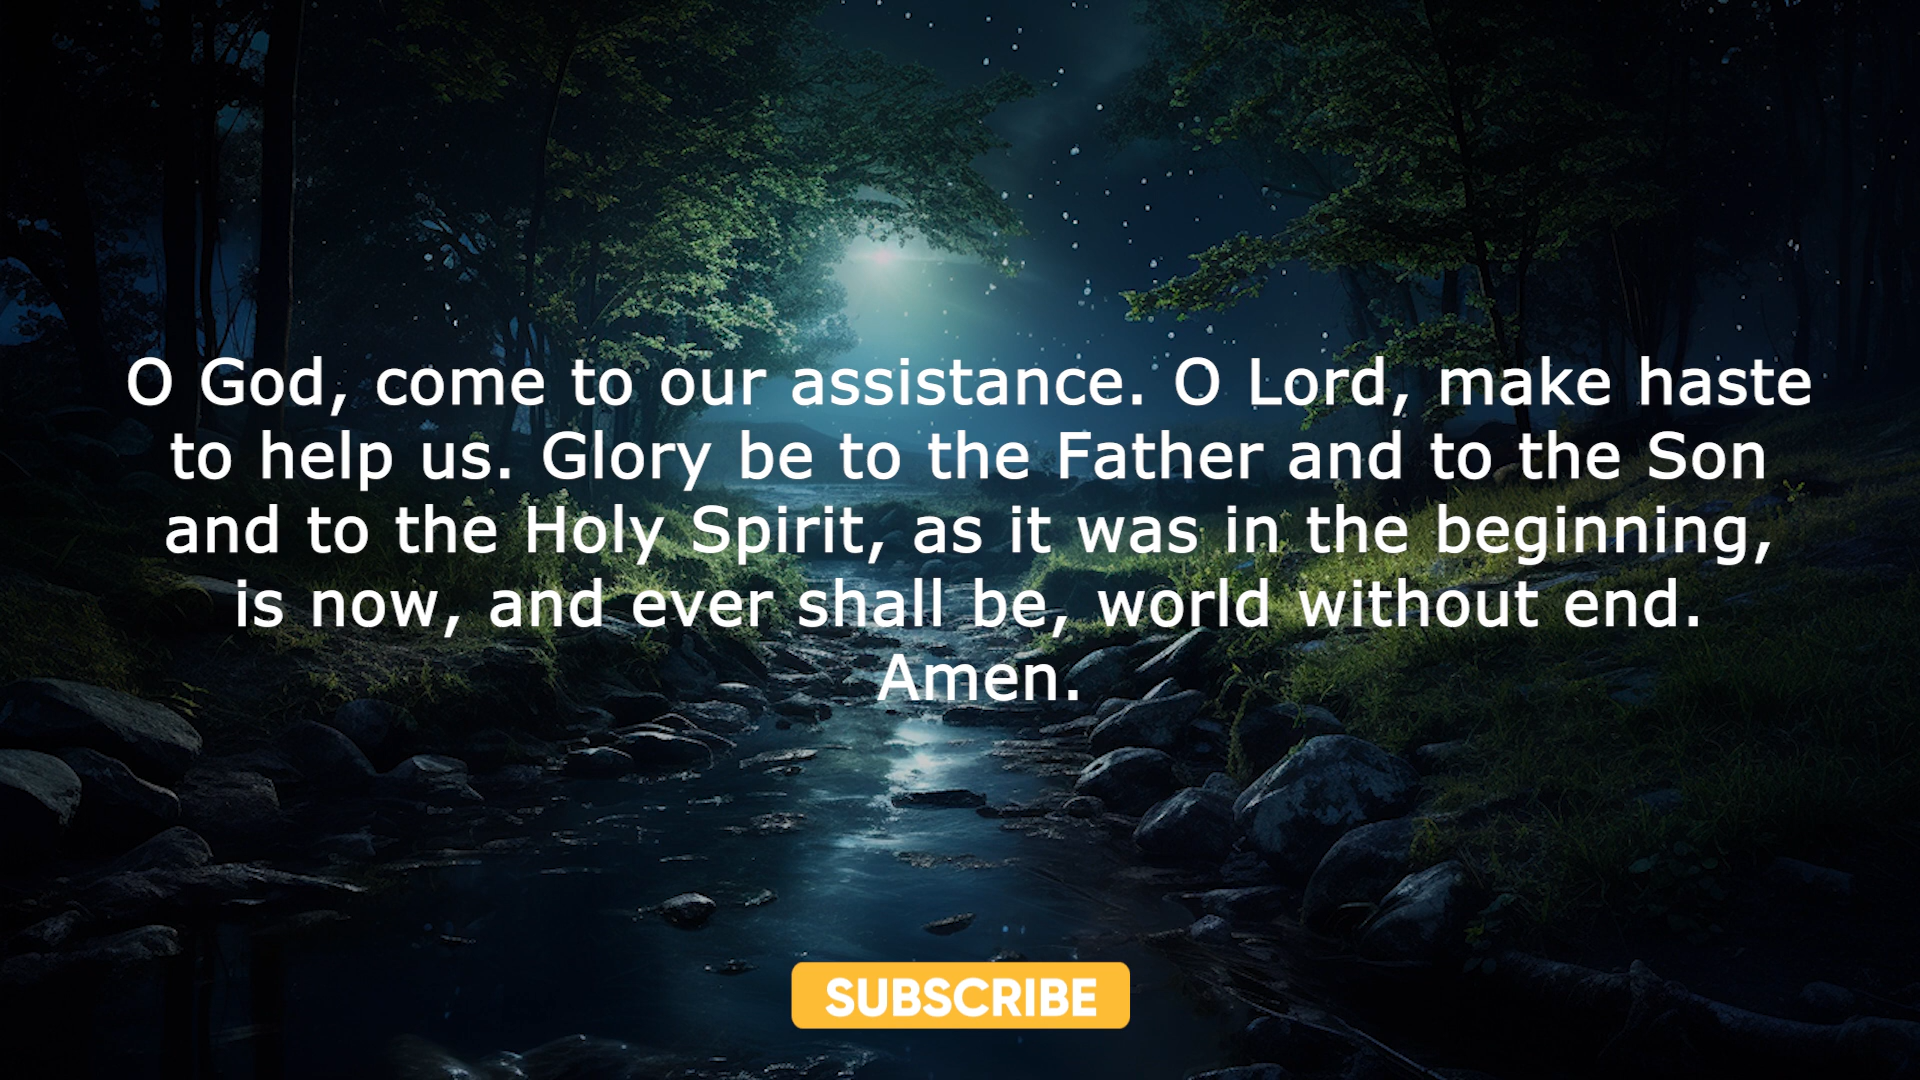 O God, come to our assistance. O Lord, make haste
to help us. Glory be to the Father and to the Son
and to the Holy Spirit, as it was in the beginning,
is now, and ever shall be, world without end.
Amen.
SUBSCRIBE